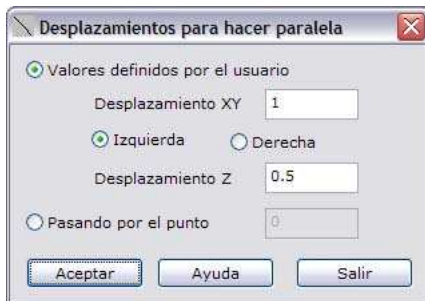 Desplazamientos para hacer paralela
Valores definidos por el usuario
Desplazamiento XY 1
Izquierda Derecha
Desplazamiento Z 0.5
Pasando por el punto 0
Aceptar Ayuda Salir